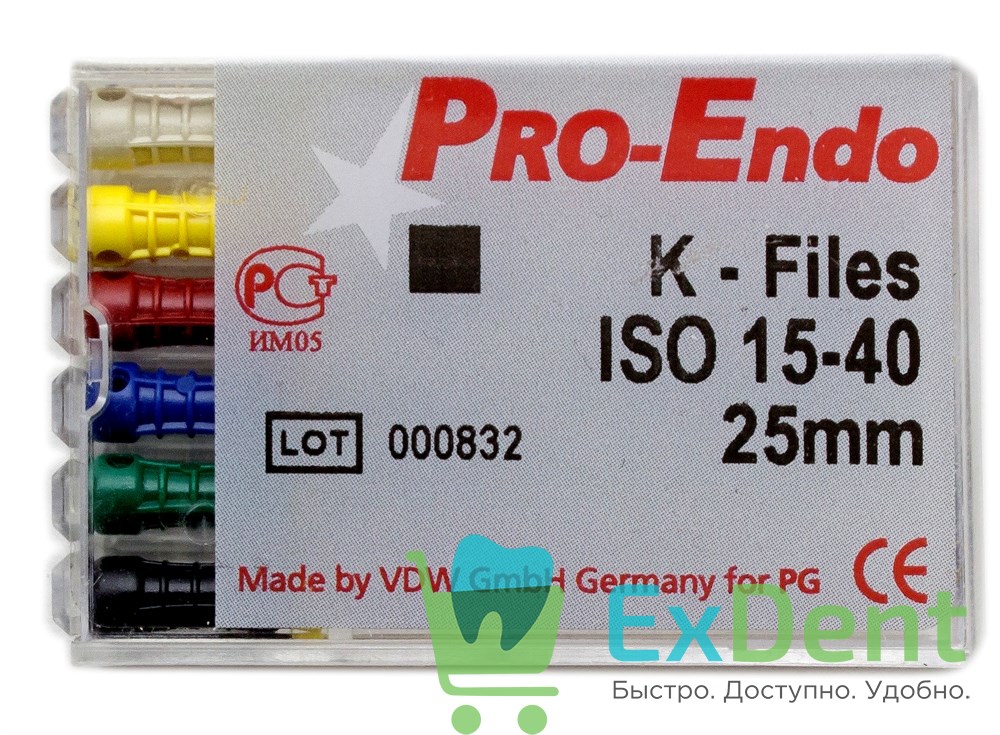 PRO-ENDO
K - Files
РСТ
ИМ05
ISO 15-40
LOT 000832
25mm
Made by VDW GmbH Germany for PG CE
ExDent
Быстро. Доступно. Удобно.